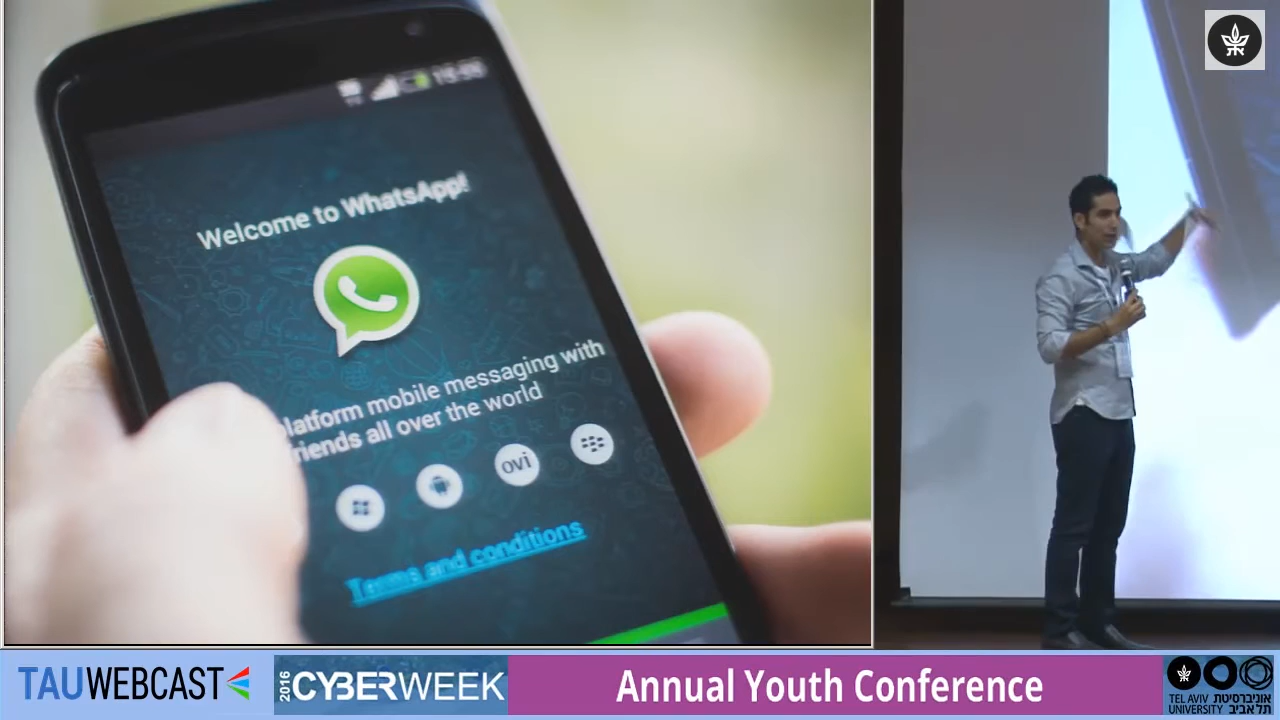 Welcome to WhatsApp!
platform mobile messaging with
friends all over the world
ovi
Terms and conditions
TAUWEBCAST
2016
CYBERWEEK
Annual Youth Conference
TEL AVIV אוניברסיטת
UNIVERSITY תל אביב